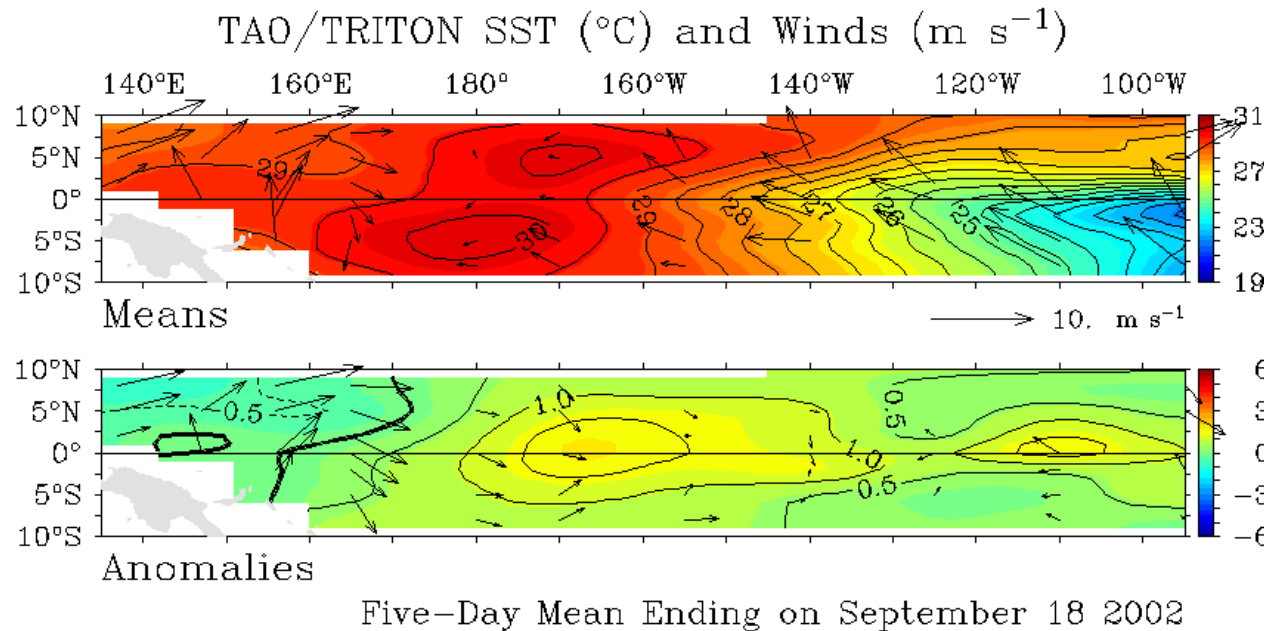 TAO/TRITON SST (°C) and Winds (m s⁻¹)
140°E 160°E 180° 160°W 140°W 120°W 100°W
10°N
5°N
0°
5°S
10°S
29
30
29
28
27
26
25
31
29
27
25
23
21
19
Means
10. m s⁻¹
10°N
5°N
0°
5°S
10°S
0.5
1.0
1.0
0.5
0.5
6
3
0
-3
-6
Anomalies
Five-Day Mean Ending on September 18 2002